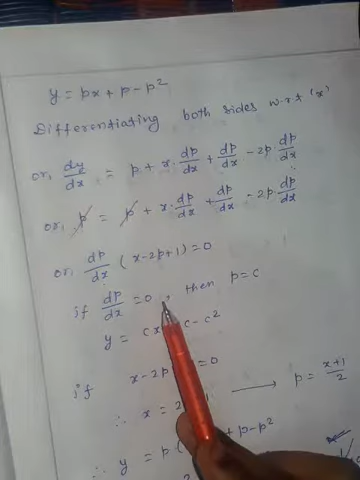 y = px + p - p²
Differentiating both sides w.r.t 'x'
or, dy/dx = p + x·dp/dx + dp/dx - 2p·dp/dx
or, p = p + x·dp/dx + dp/dx - 2p·dp/dx
or, dp/dx (x-2p+1) = 0
if dp/dx = 0, then p = c
y = cx c - c²
if x - 2p = 0
∴ x = 2 → p = x+1/2
∴ y = p( + p - p²